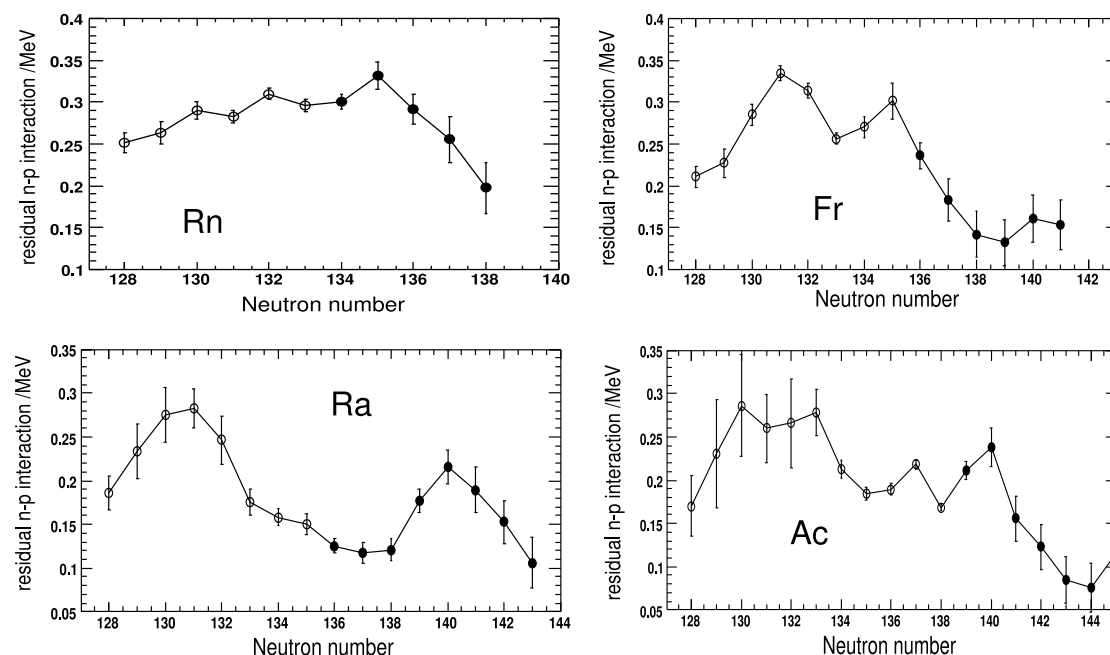 residual n-p interaction /MeV
0.4
0.35
0.3
0.25
0.2
0.15
0.1
Rn
128 130 132 134 136 138 140
Neutron number
residual n-p interaction /MeV
0.4
0.35
0.3
0.25
0.2
0.15
0.1
Fr
128 130 132 134 136 138 140 142
Neutron number
residual n-p interaction /MeV
0.35
0.3
0.25
0.2
0.15
0.1
0.05
Ra
128 130 132 134 136 138 140 142 144
Neutron number
residual n-p interaction /MeV
0.35
0.3
0.25
0.2
0.15
0.1
0.05
Ac
128 130 132 134 136 138 140 142 144
Neutron number